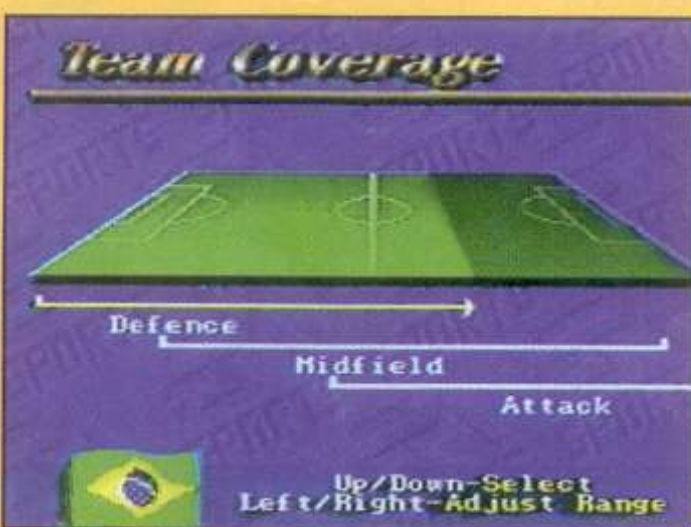 Team Coverage
Defence
Midfield
Attack
Up/Down-Select
Left/Right-Adjust Range